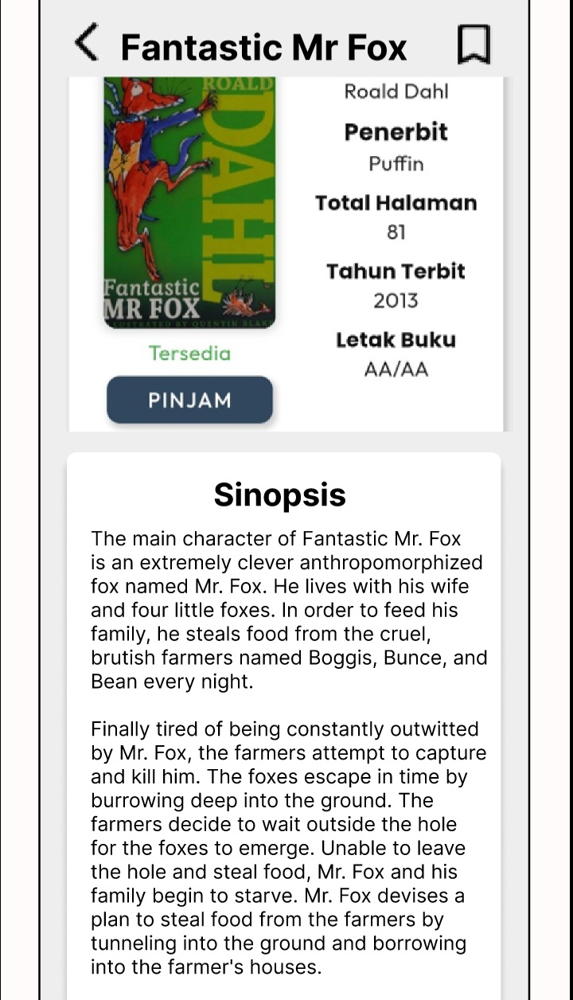 Fantastic Mr Fox
ROALD
DAHL
Fantastic
MR FOX
ILLUSTRATED BY QUENTIN BLAKE
Tersedia
PINJAM
Roald Dahl
Penerbit
Puffin
Total Halaman
81
Tahun Terbit
2013
Letak Buku
AA/AA
Sinopsis
The main character of Fantastic Mr. Fox
is an extremely clever anthropomorphized
fox named Mr. Fox. He lives with his wife
and four little foxes. In order to feed his
family, he steals food from the cruel,
brutish farmers named Boggis, Bunce, and
Bean every night.
Finally tired of being constantly outwitted
by Mr. Fox, the farmers attempt to capture
and kill him. The foxes escape in time by
burrowing deep into the ground. The
farmers decide to wait outside the hole
for the foxes to emerge. Unable to leave
the hole and steal food, Mr. Fox and his
family begin to starve. Mr. Fox devises a
plan to steal food from the farmers by
tunneling into the ground and borrowing
into the farmer's houses.